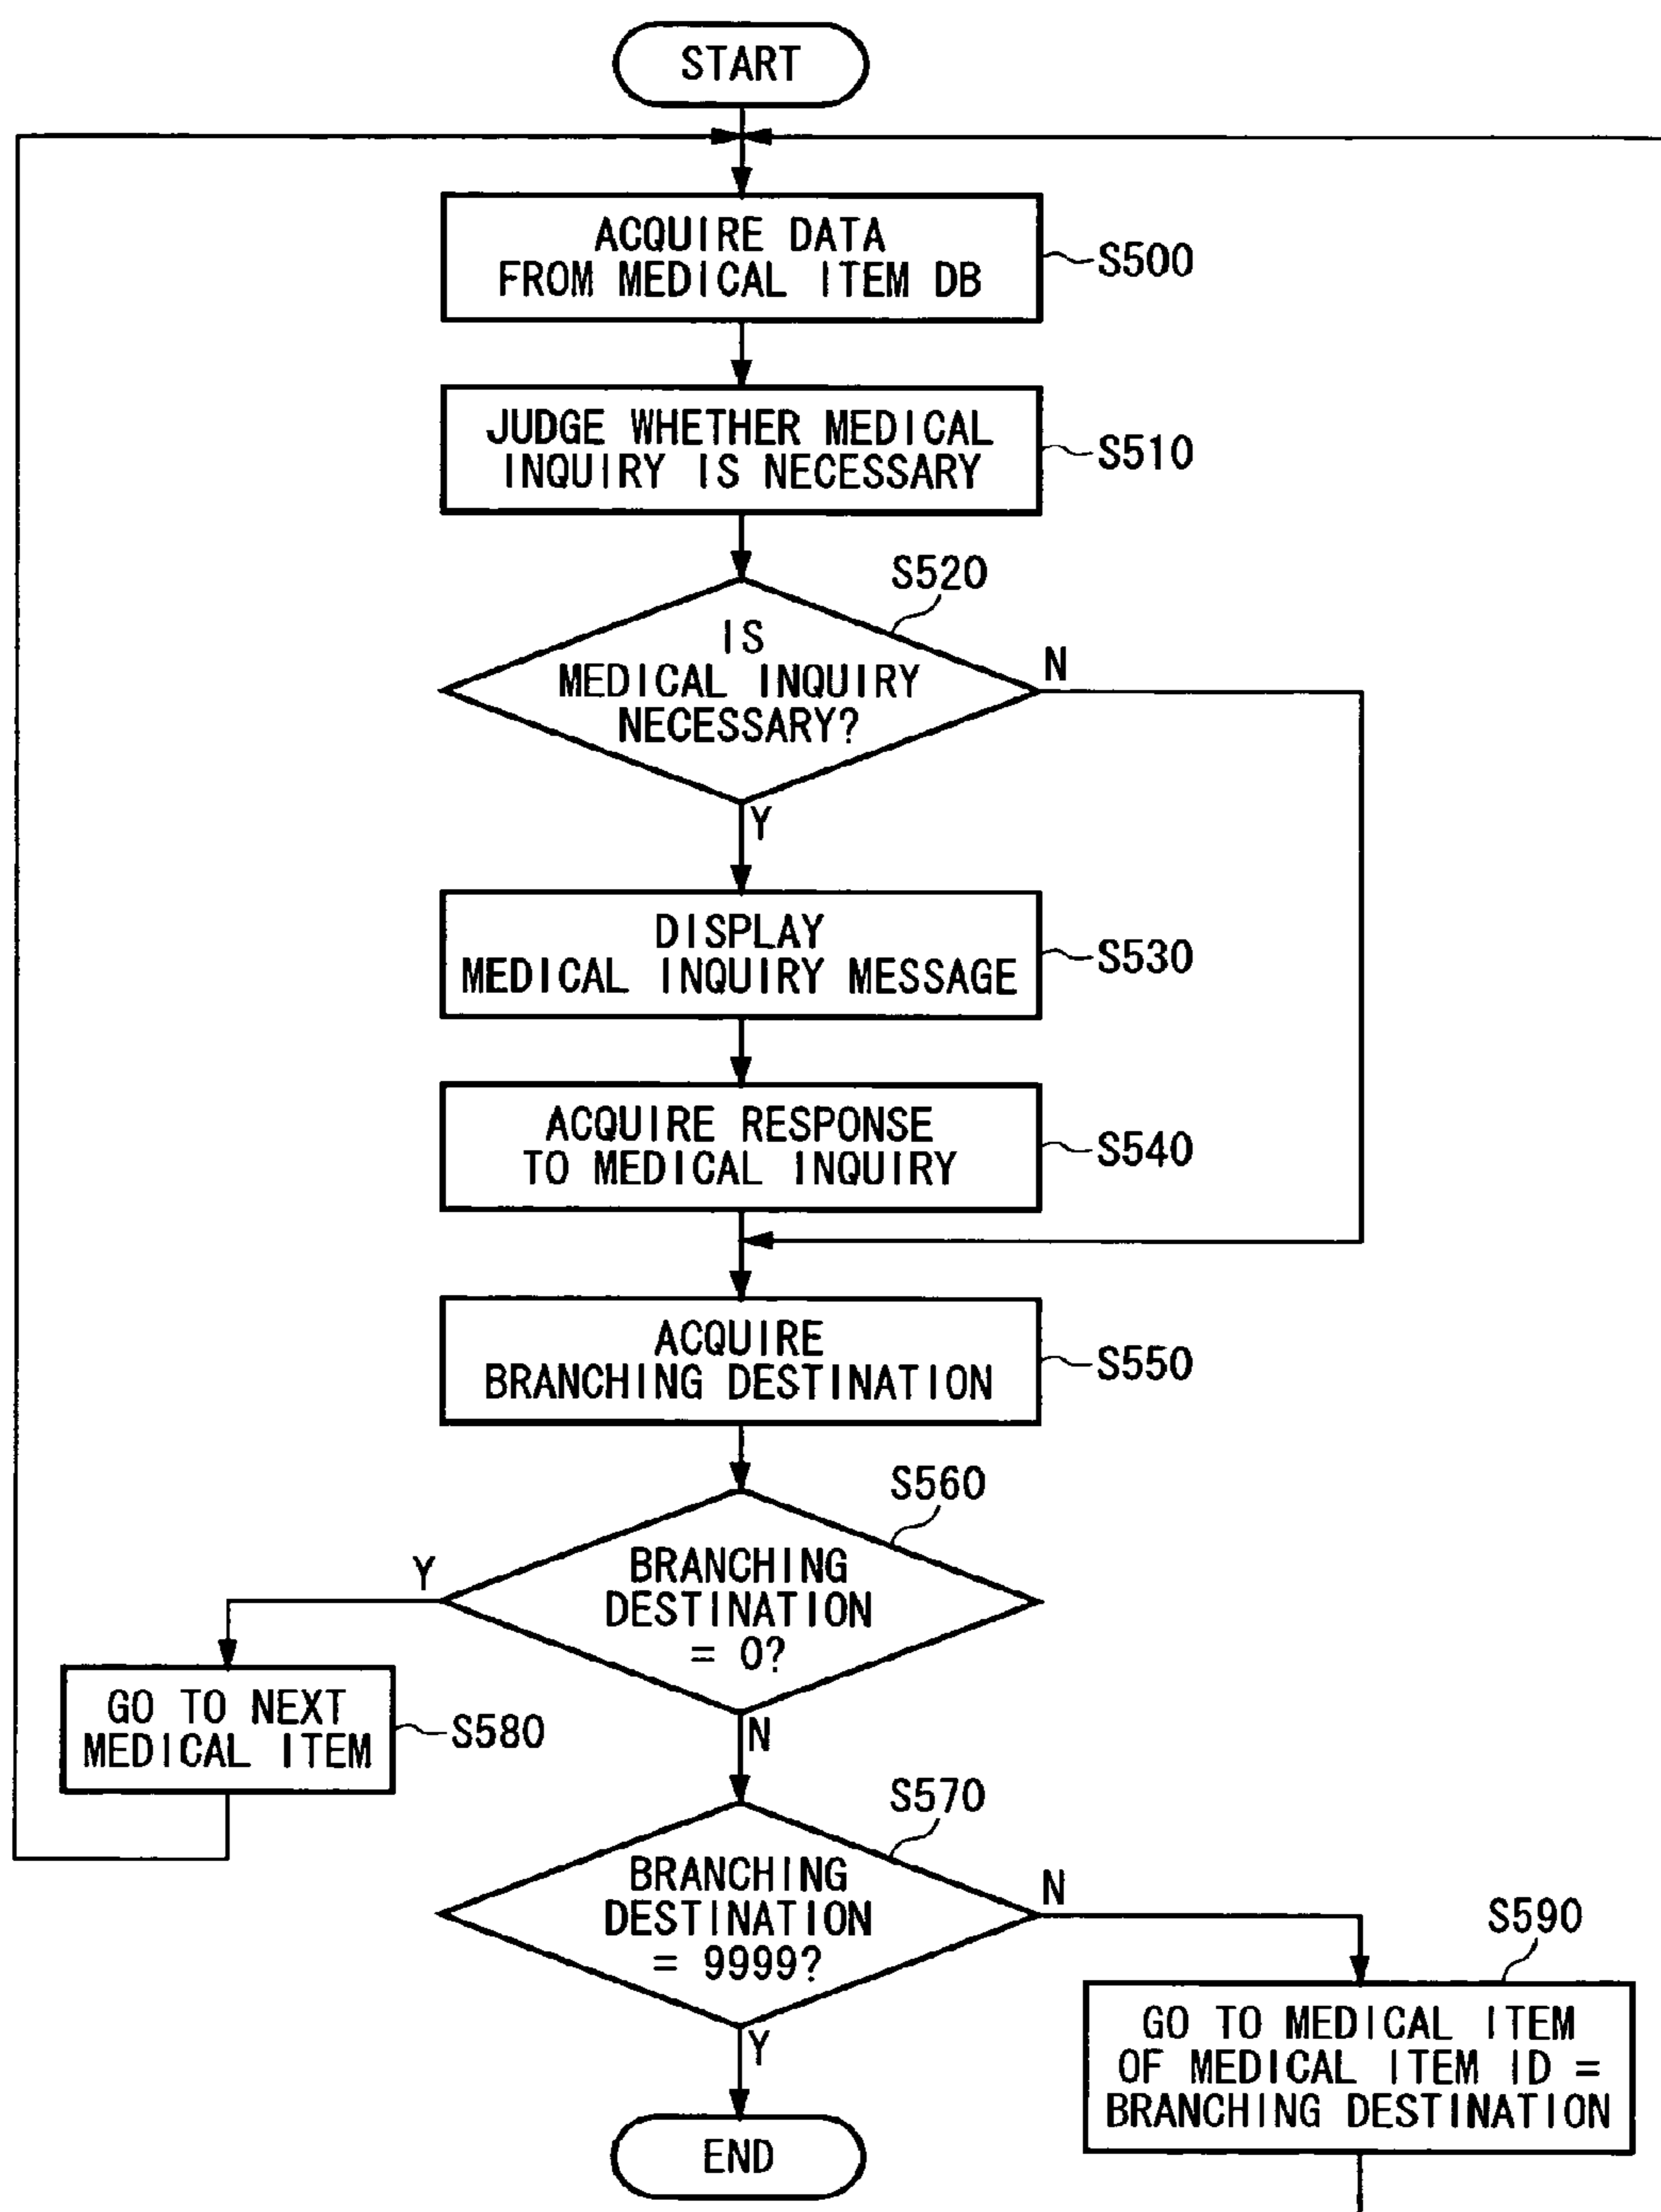 START
ACQUIRE DATA
FROM MEDICAL ITEM DB
S500
JUDGE WHETHER MEDICAL
INQUIRY IS NECESSARY
S510
S520
IS
MEDICAL INQUIRY
NECESSARY?
N
Y
DISPLAY
MEDICAL INQUIRY MESSAGE
S530
ACQUIRE RESPONSE
TO MEDICAL INQUIRY
S540
ACQUIRE
BRANCHING DESTINATION
S550
S560
BRANCHING
DESTINATION
= 0?
Y
N
GO TO NEXT
MEDICAL ITEM
S580
S570
BRANCHING
DESTINATION
= 9999?
N
Y
S590
GO TO MEDICAL ITEM
OF MEDICAL ITEM ID =
BRANCHING DESTINATION
END